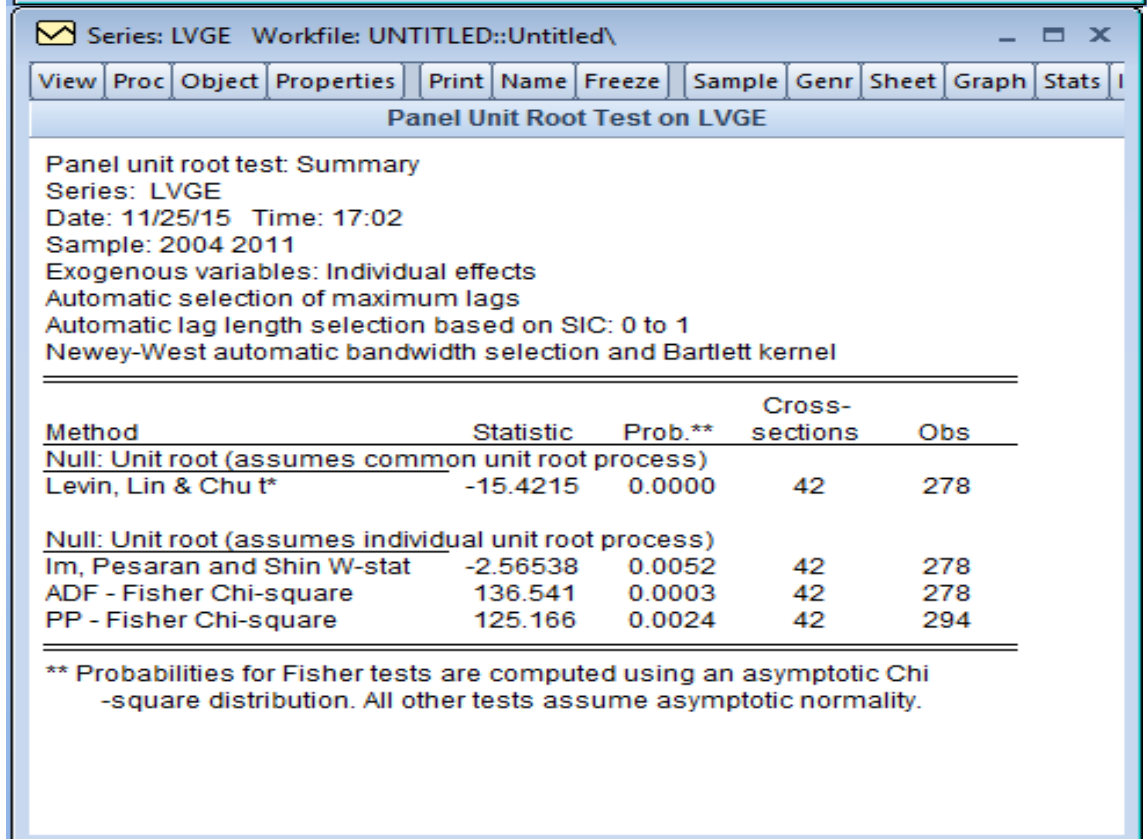 Series: LVGE Workfile: UNTITLED::Untitled\
View Proc Object Properties Print Name Freeze Sample Genr Sheet Graph Stats
Panel Unit Root Test on LVGE
Panel unit root test: Summary
Series: LVGE
Date: 11/25/15 Time: 17:02
Sample: 2004 2011
Exogenous variables: Individual effects
Automatic selection of maximum lags
Automatic lag length selection based on SIC: 0 to 1
Newey-West automatic bandwidth selection and Bartlett kernel
Cross-
Method Statistic Prob.** sections Obs
Null: Unit root (assumes common unit root process)
Levin, Lin & Chu t* -15.4215 0.0000 42 278
Null: Unit root (assumes individual unit root process)
Im, Pesaran and Shin W-stat -2.56538 0.0052 42 278
ADF - Fisher Chi-square 136.541 0.0003 42 278
PP - Fisher Chi-square 125.166 0.0024 42 294
** Probabilities for Fisher tests are computed using an asymptotic Chi
-square distribution. All other tests assume asymptotic normality.